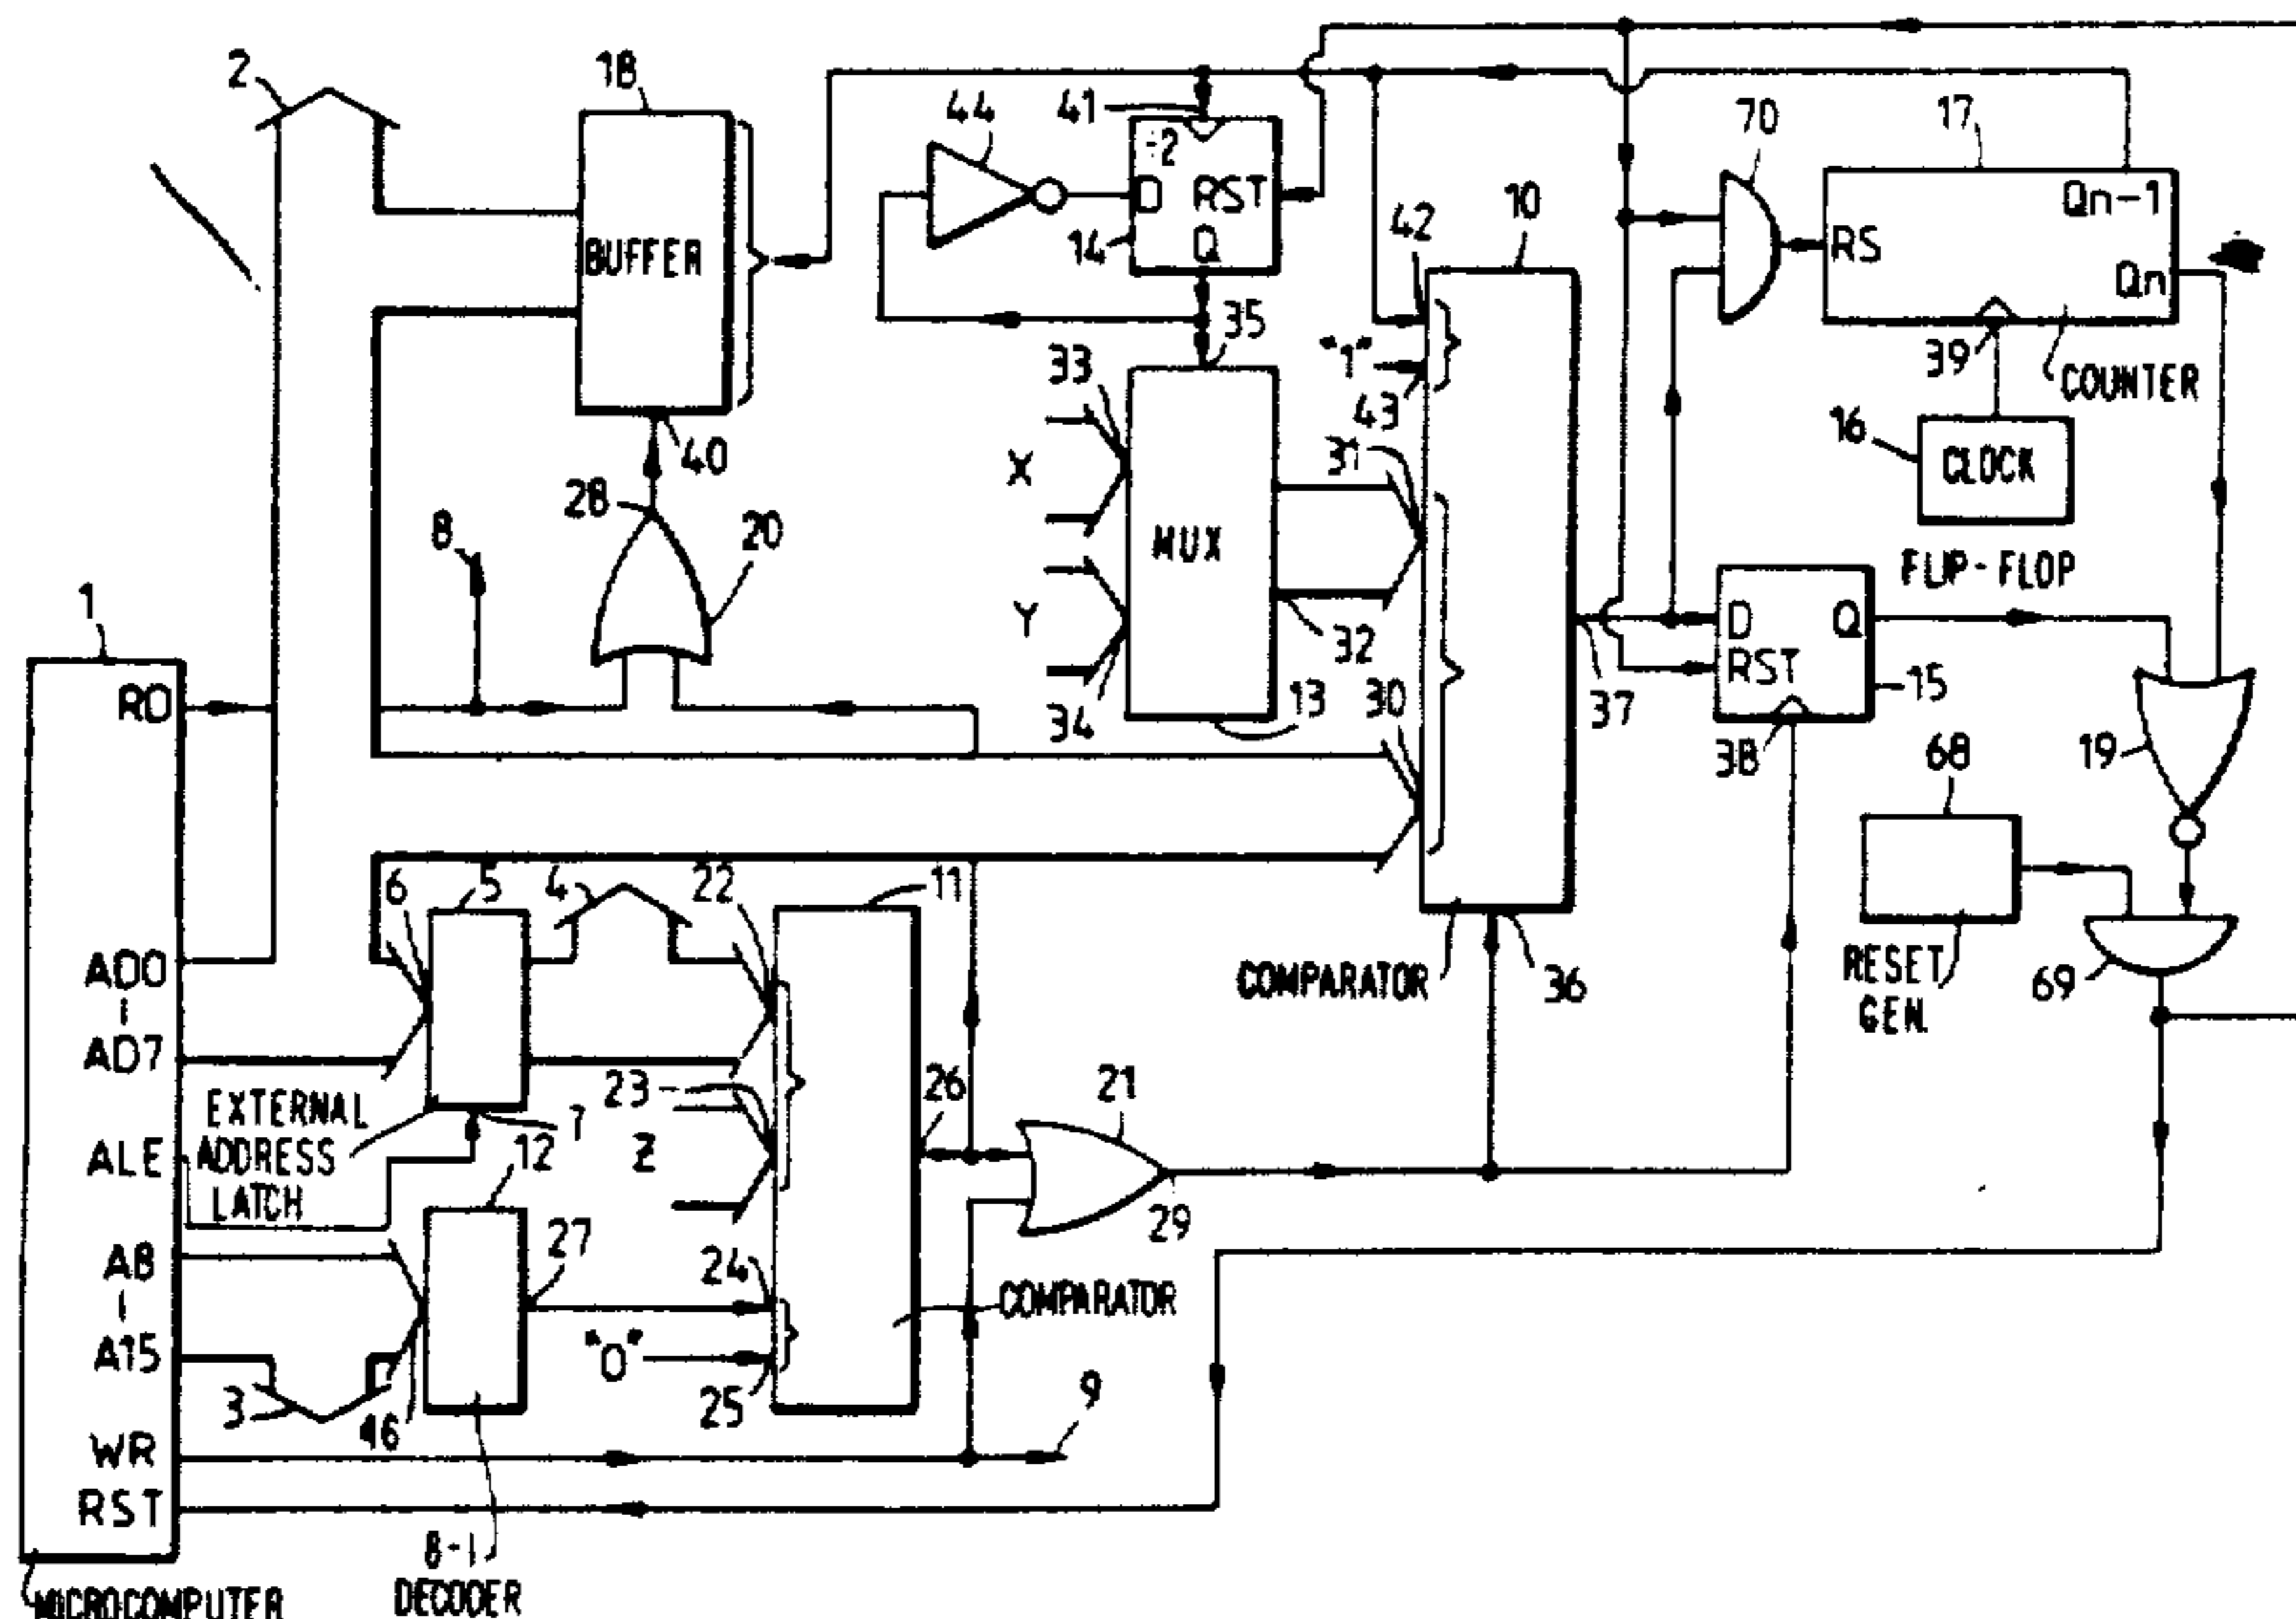 2
18
44
41
÷2
D RST
Q
14
BUFFER
70
17
Qn-1
RS
Qn
10
42
35
"1"
43
33
39
COUNTER
16
CLOCK
40
28
8
20
X
MUX
31
Y
32
34
13
30
37
FLIP-FLOP
D Q
RST
15
38
19
68
1
RD
6
5
4
22
11
AD0
AD7
COMPARATOR
36
RESET
GEN.
69
EXTERNAL
ADDRESS
LATCH
7
23
Z
26
21
ALE
12
29
27
24
A8
A15
"0"
25
COMPARATOR
3
46
9
WR
RST
8-1
DECODER
MICROCOMPUTER